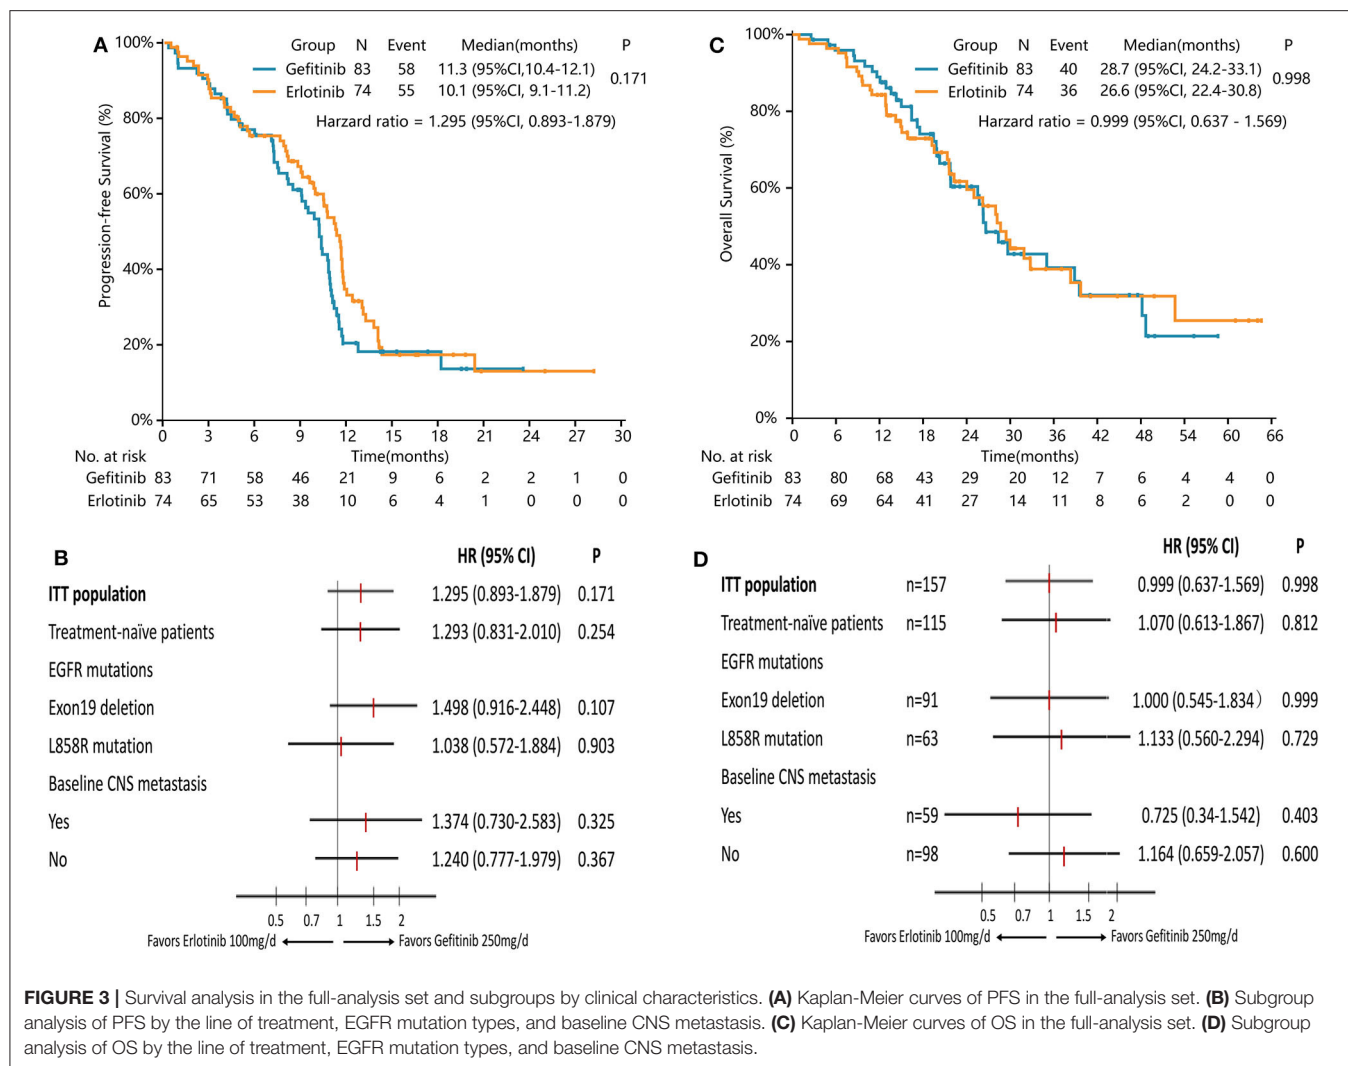 A
Group N Event Median(months) P
Gefitinib 83 58 11.3 (95%CI,10.4-12.1)
0.171
Erlotinib 74 55 10.1 (95%CI, 9.1-11.2)
Harzard ratio = 1.295 (95%CI, 0.893-1.879)
Progression-free Survival (%)
100%
80%
60%
40%
20%
0%
0 3 6 9 12 15 18 21 24 27 30
No. at risk
Time(months)
Gefitinib 83 71 58 46 21 9 6 2 2 1 0
Erlotinib 74 65 53 38 10 6 4 1 0 0 0
C
Group N Event Median(months) P
Gefitinib 83 40 28.7 (95%CI, 24.2-33.1)
0.998
Erlotinib 74 36 26.6 (95%CI, 22.4-30.8)
Harzard ratio = 0.999 (95%CI, 0.637 - 1.569)
Overall Survival (%)
100%
80%
60%
40%
20%
0%
0 6 12 18 24 30 36 42 48 54 60 66
No. at risk
Time(months)
Gefitinib 83 80 68 43 29 20 12 7 6 4 4 0
Erlotinib 74 69 64 41 27 14 11 8 6 2 0 0
B
HR (95% CI) P
ITT population 1.295 (0.893-1.879) 0.171
Treatment-naïve patients 1.293 (0.831-2.010) 0.254
EGFR mutations
Exon19 deletion 1.498 (0.916-2.448) 0.107
L858R mutation 1.038 (0.572-1.884) 0.903
Baseline CNS metastasis
Yes 1.374 (0.730-2.583) 0.325
No 1.240 (0.777-1.979) 0.367
0.5 0.7 1 1.5 2
Favors Erlotinib 100mg/d Favors Gefitinib 250mg/d
D
HR (95% CI) P
ITT population n=157 0.999 (0.637-1.569) 0.998
Treatment-naïve patients n=115 1.070 (0.613-1.867) 0.812
EGFR mutations
Exon19 deletion n=91 1.000 (0.545-1.834) 0.999
L858R mutation n=63 1.133 (0.560-2.294) 0.729
Baseline CNS metastasis
Yes n=59 0.725 (0.34-1.542) 0.403
No n=98 1.164 (0.659-2.057) 0.600
0.5 0.7 1 1.5 2
Favors Erlotinib 100mg/d Favors Gefitinib 250mg/d
FIGURE 3 | Survival analysis in the full-analysis set and subgroups by clinical characteristics. (A) Kaplan-Meier curves of PFS in the full-analysis set. (B) Subgroup
analysis of PFS by the line of treatment, EGFR mutation types, and baseline CNS metastasis. (C) Kaplan-Meier curves of OS in the full-analysis set. (D) Subgroup
analysis of OS by the line of treatment, EGFR mutation types, and baseline CNS metastasis.